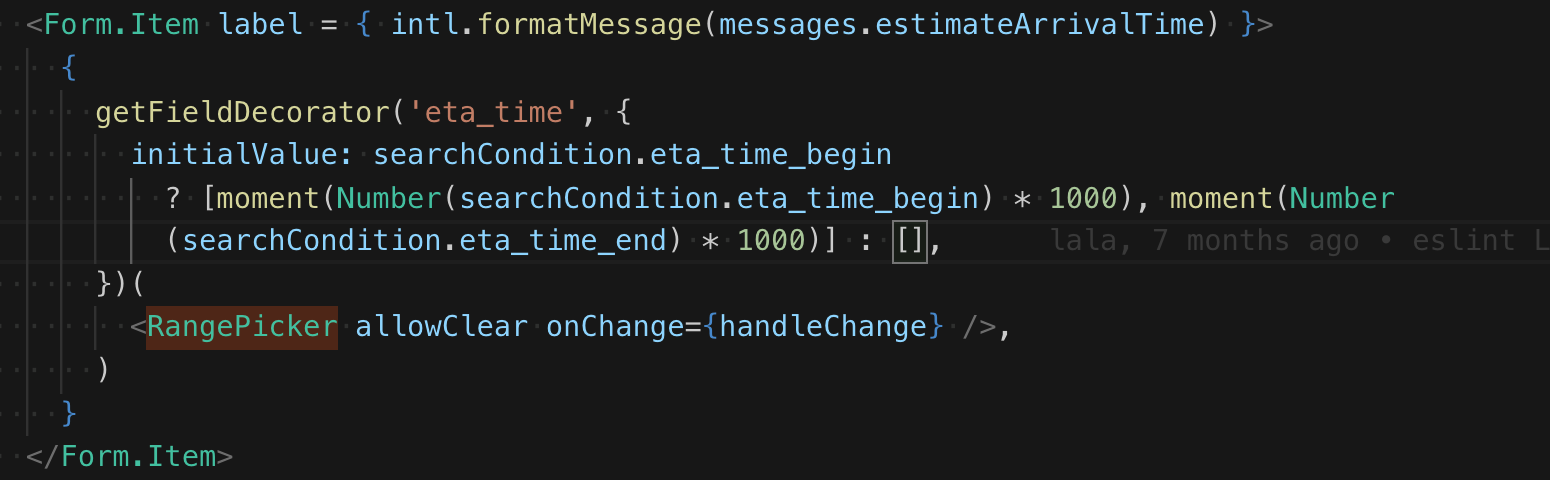 <Form.Item label = { intl.formatMessage(messages.estimateArrivalTime) }>
{
getFieldDecorator('eta_time', {
initialValue: searchCondition.eta_time_begin
? [moment(Number(searchCondition.eta_time_begin) * 1000), moment(Number
(searchCondition.eta_time_end) * 1000)] : [], lala, 7 months ago • eslint L
})(
<RangePicker allowClear onChange={handleChange} />,
)
}
</Form.Item>